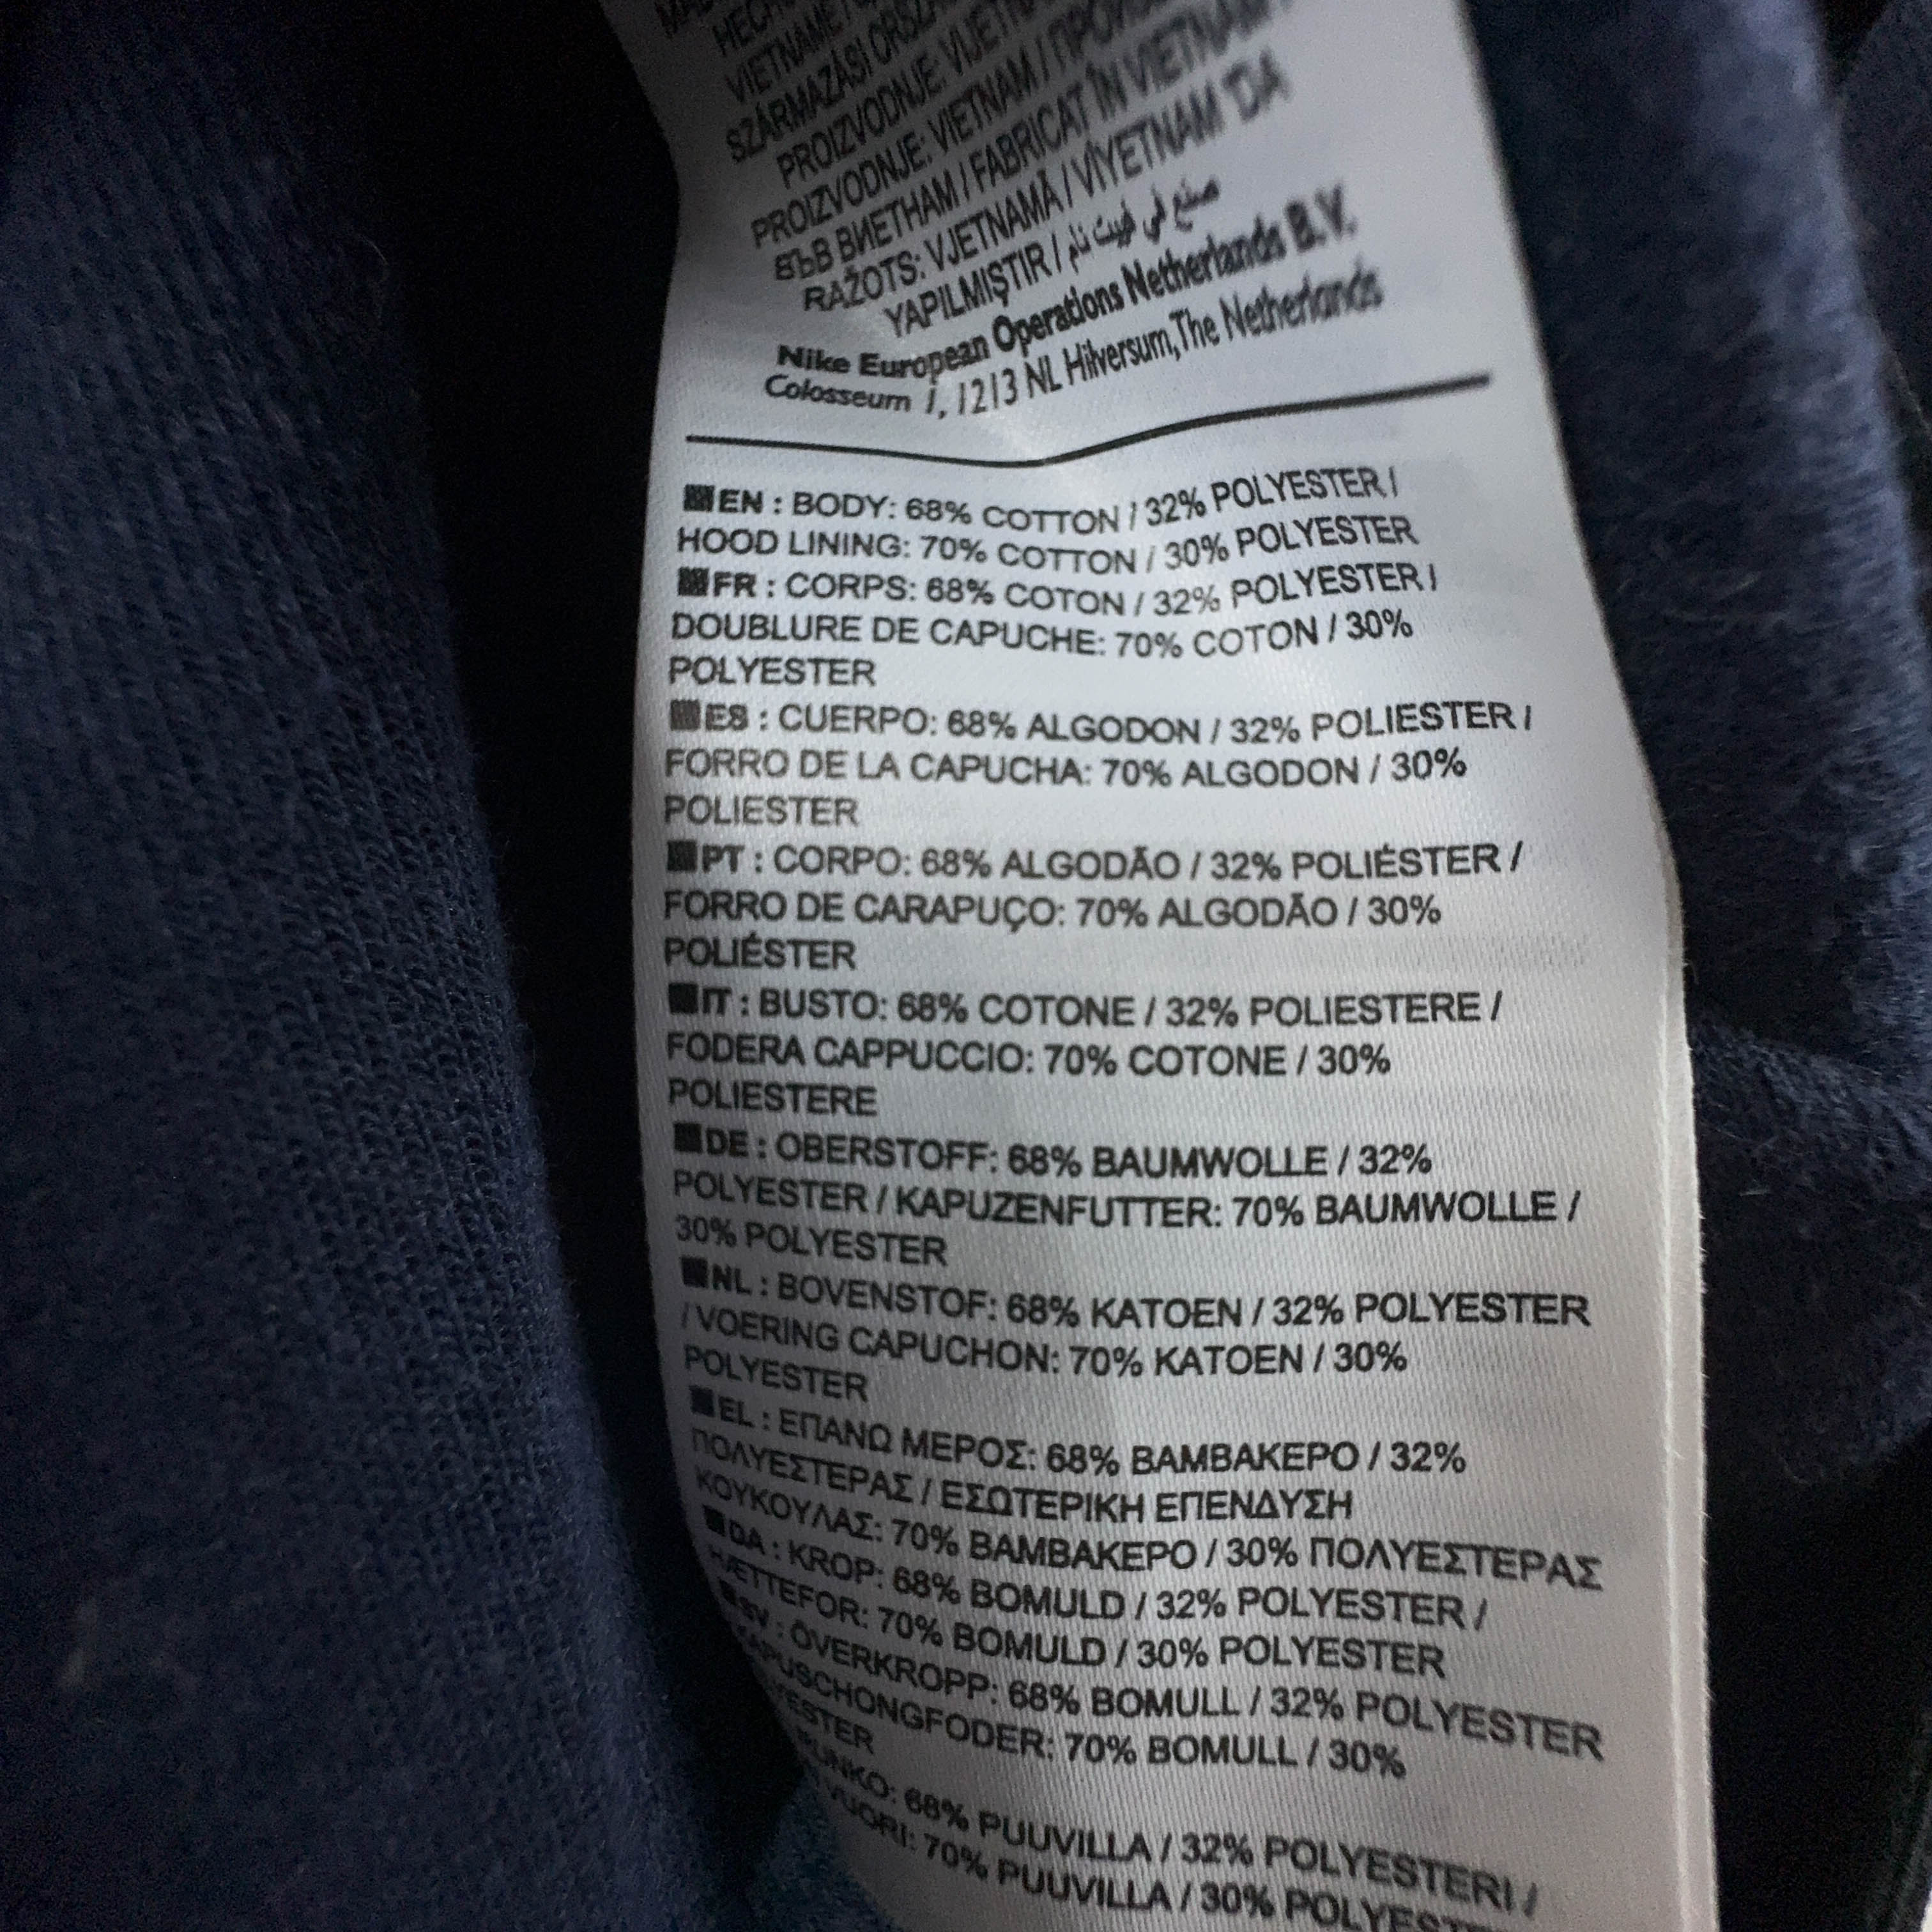 VIETNAM
SZÁRMAZÁSI
PROIZVODNJE:
PROIZVODNJE: VIETNAM /
ВЪВ ВИЕТНАМ / FABRICAT ÎN VIETNAM
RAŽOTS: VJETNAMĀ / VİYETNAM 'DA
YAPILMIŞTIR / صنع في فييت نام
Nike European Operations Netherlands B.V.
Colosseum 1, 1213 NL Hilversum, The Netherlands
EN : BODY: 68% COTTON / 32% POLYESTER /
HOOD LINING: 70% COTTON / 30% POLYESTER
FR : CORPS: 68% COTON / 32% POLYESTER /
DOUBLURE DE CAPUCHE: 70% COTON / 30%
POLYESTER
ES : CUERPO: 68% ALGODON / 32% POLIESTER /
FORRO DE LA CAPUCHA: 70% ALGODON / 30%
POLIESTER
PT : CORPO: 68% ALGODÃO / 32% POLIÉSTER /
FORRO DE CARAPUÇO: 70% ALGODÃO / 30%
POLIÉSTER
IT : BUSTO: 68% COTONE / 32% POLIESTERE /
FODERA CAPPUCCIO: 70% COTONE / 30%
POLIESTERE
DE : OBERSTOFF: 68% BAUMWOLLE / 32%
POLYESTER / KAPUZENFUTTER: 70% BAUMWOLLE /
30% POLYESTER
NL : BOVENSTOF: 68% KATOEN / 32% POLYESTER
/ VOERING CAPUCHON: 70% KATOEN / 30%
POLYESTER
EL : ΕΠΑΝΩ ΜΕΡΟΣ: 68% ΒΑΜΒΑΚΕΡΟ / 32%
ΠΟΛΥΕΣΤΕΡΑΣ / ΕΣΩΤΕΡΙΚΗ ΕΠΕΝΔΥΣΗ
ΚΟΥΚΟΥΛΑΣ: 70% ΒΑΜΒΑΚΕΡΟ / 30% ΠΟΛΥΕΣΤΕΡΑΣ
DA : KROP: 68% BOMULD / 32% POLYESTER /
HÆTTEFOR: 70% BOMULD / 30% POLYESTER
SV : ÖVERKROPP: 68% BOMULL / 32% POLYESTER
KAPUSCHONGFODER: 70% BOMULL / 30%
68% PUUVILLA / 32% POLYESTERI /
70% PUUVILLA / 30%